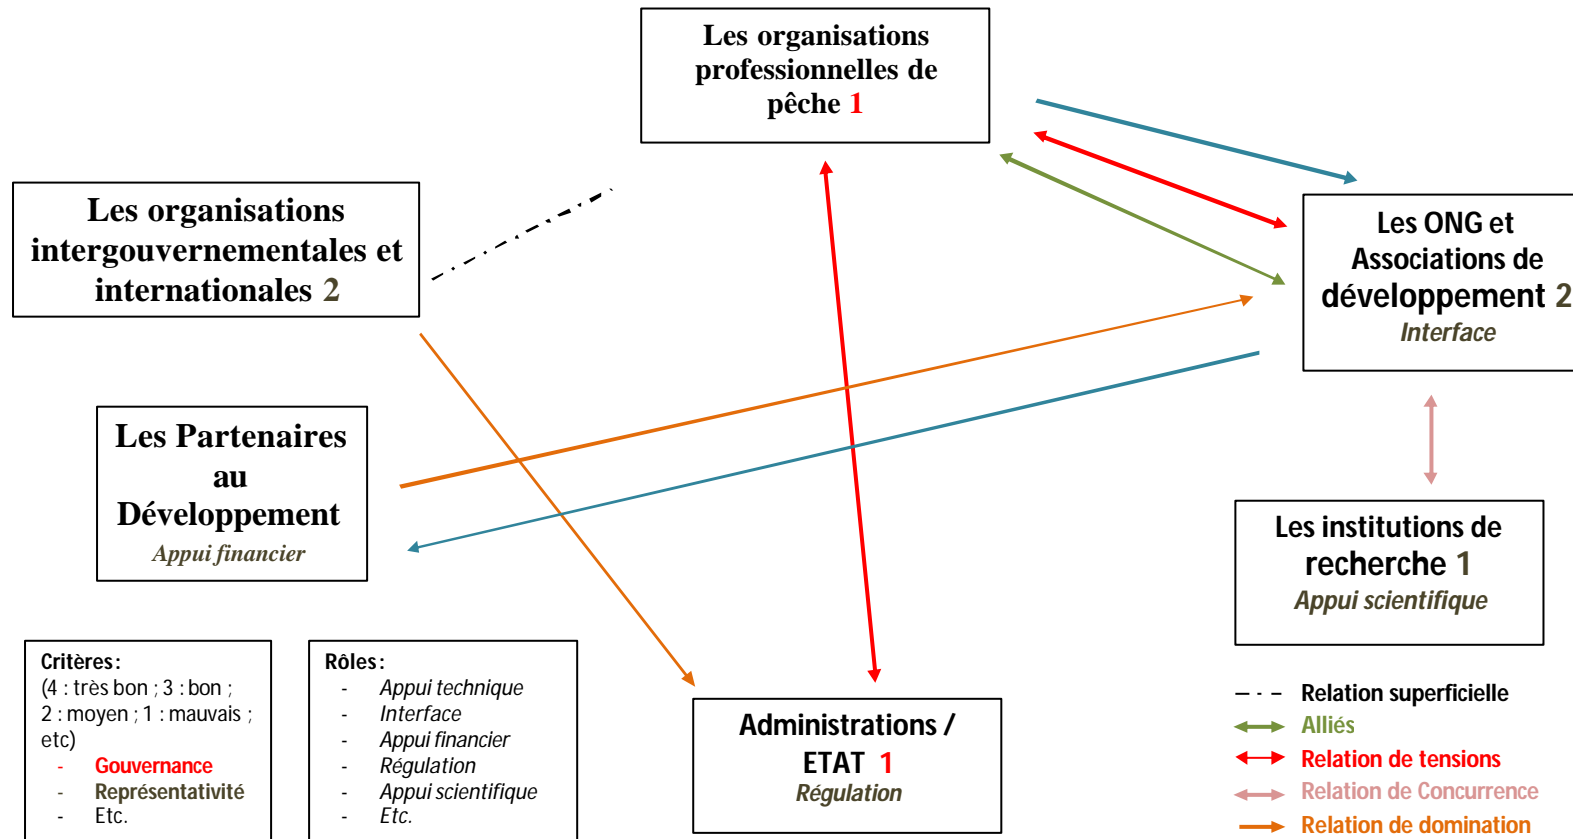 Les organisations
professionnelles de
pêche 1
Les organisations
intergouvernementales et
internationales 2
Les ONG et
Associations de
développement 2
Interface
Les Partenaires
au
Développement
Appui financier
Les institutions de
recherche 1
Appui scientifique
Administrations /
ETAT 1
Régulation
Critères :
(4 : très bon ; 3 : bon ;
2 : moyen ; 1 : mauvais ;
etc)
- Gouvernance
- Représentativité
- Etc.
Rôles :
- Appui technique
- Interface
- Appui financier
- Régulation
- Appui scientifique
- Etc.
Relation superficielle
Alliés
Relation de tensions
Relation de Concurrence
Relation de domination